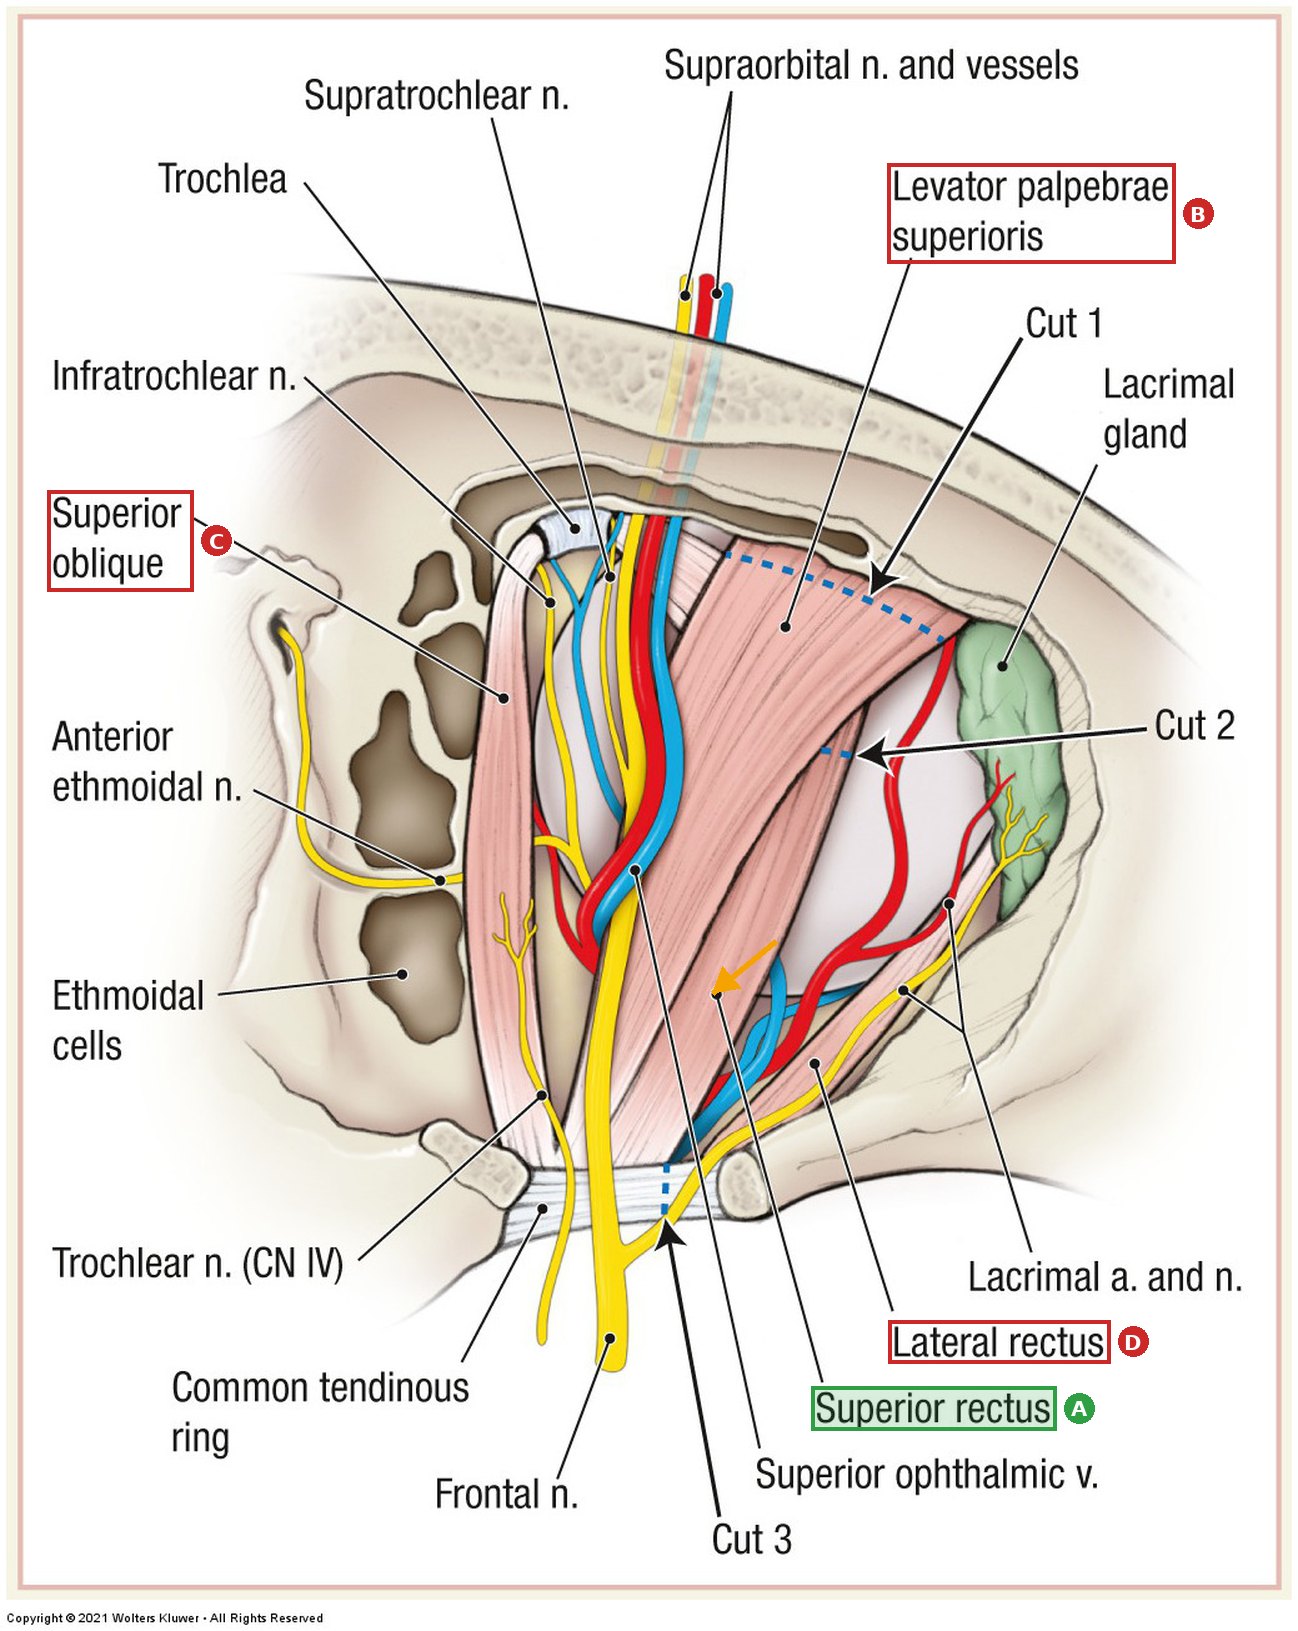 Supraorbital n. and vessels
Supratrochlear n.
Trochlea
Levator palpebrae
superioris
B
Cut 1
Infratrochlear n.
Lacrimal
gland
Superior
oblique
C
Anterior
ethmoidal n.
Cut 2
Ethmoidal
cells
Trochlear n. (CN IV)
Lacrimal a. and n.
Lateral rectus
D
Common tendinous
ring
Superior rectus
A
Superior ophthalmic v.
Frontal n.
Cut 3
Copyright © 2021 Wolters Kluwer • All Rights Reserved